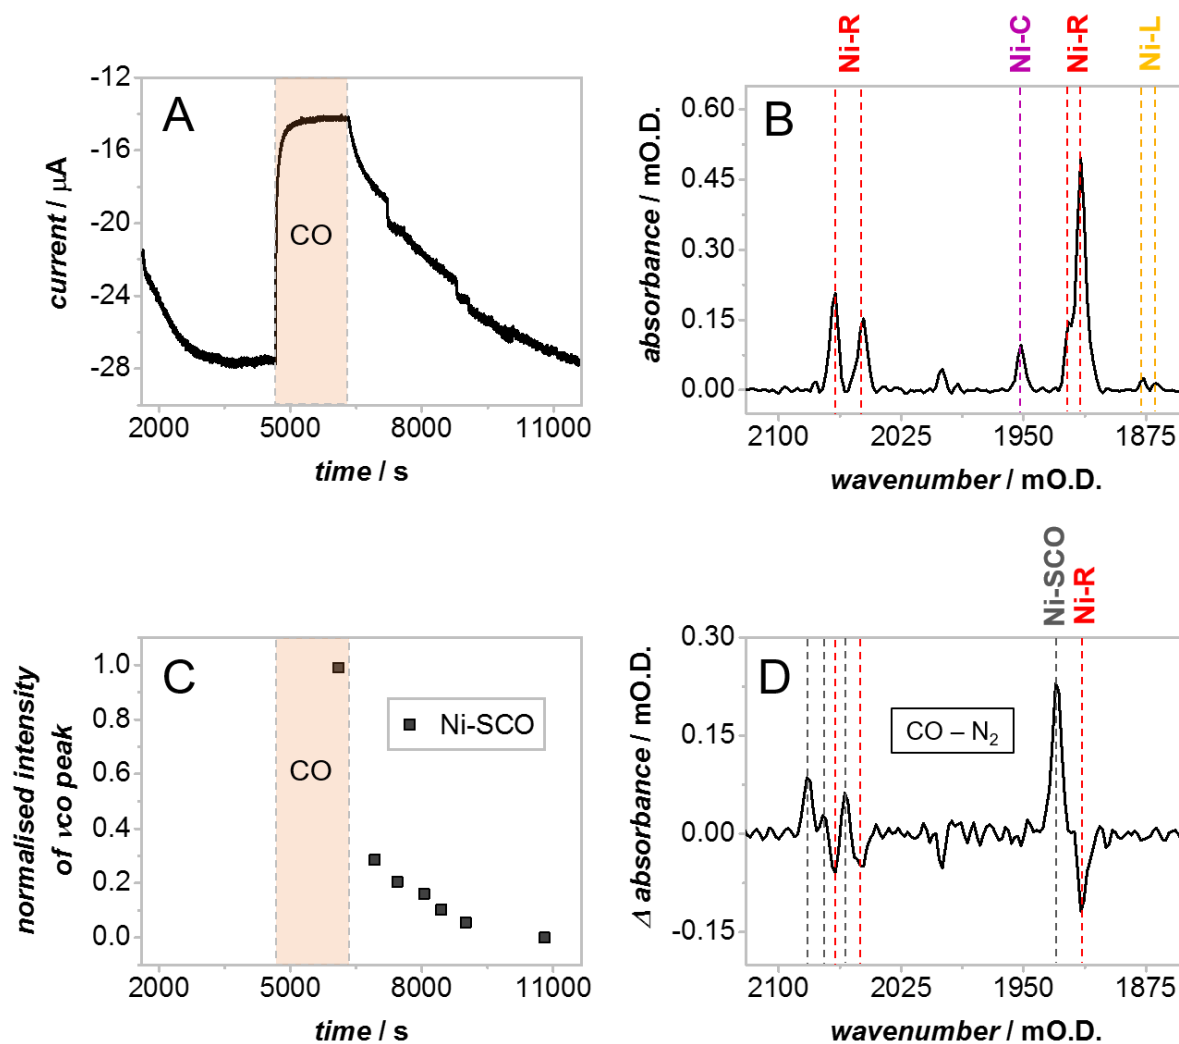 A
current / μA
-12
-16
-20
-24
-28
CO
2000
5000
8000
11000
time / s
Ni-R
Ni-C
Ni-R
Ni-L
B
absorbance / mO.D.
0.60
0.45
0.30
0.15
0.00
2100
2025
1950
1875
wavenumber / mO.D.
C
normalised intensity
of νco peak
1.0
0.8
0.6
0.4
0.2
0.0
CO
Ni-SCO
2000
5000
8000
11000
time / s
Ni-SCO
Ni-R
D
Δ absorbance / mO.D.
0.30
0.15
0.00
-0.15
CO – N₂
2100
2025
1950
1875
wavenumber / mO.D.